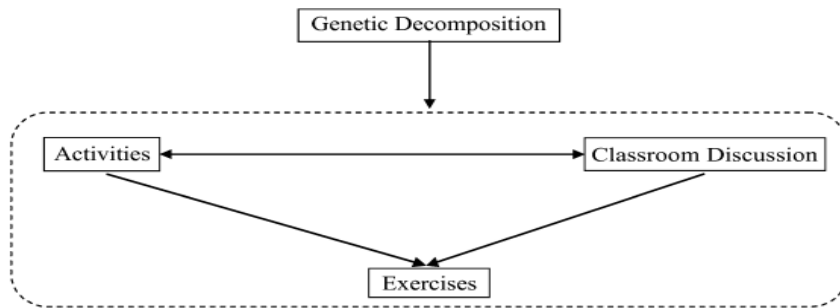 Genetic Decomposition
Activities
Classroom Discussion
Exercises